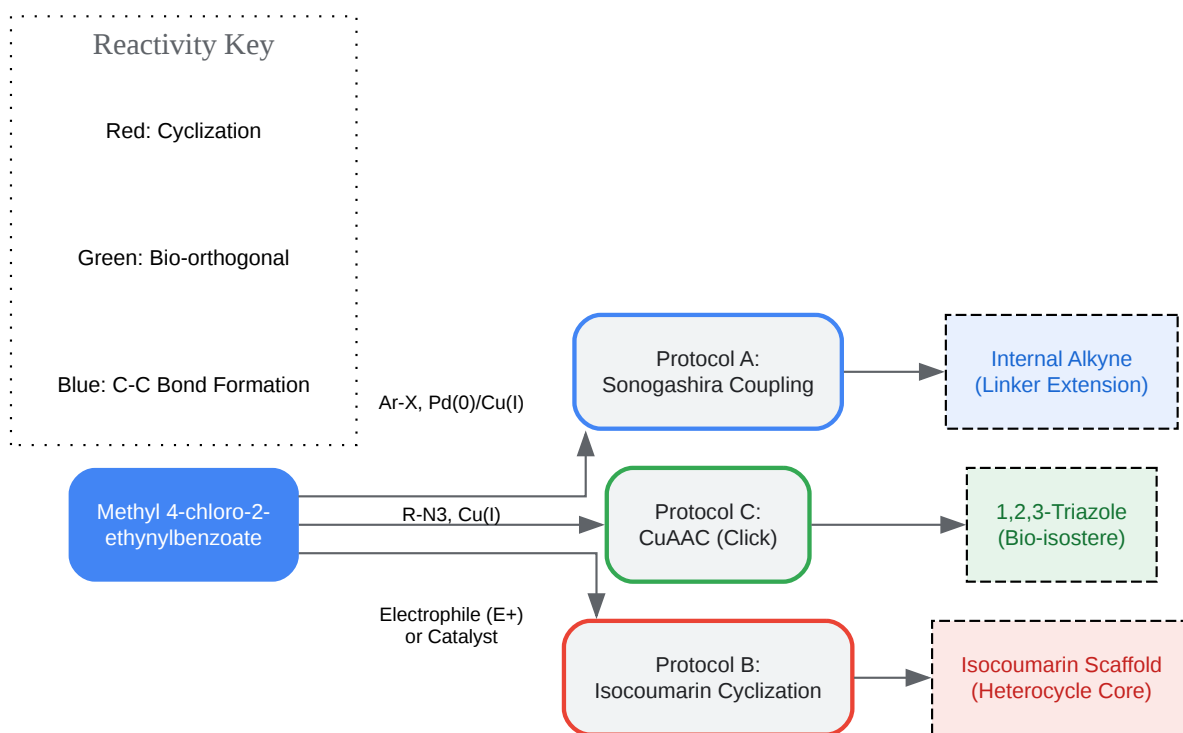 Reactivity Key
Red: Cyclization
Green: Bio-orthogonal
Blue: C-C Bond Formation
Ar-X, Pd(0)/Cu(I)
Protocol A:
Sonogashira Coupling
Internal Alkyne
(Linker Extension)
Methyl 4-chloro-2-
ethynylbenzoate
R-N3, Cu(I)
Protocol C:
CuAAC (Click)
1,2,3-Triazole
(Bio-isostere)
Electrophile (E+)
or Catalyst
Protocol B:
Isocoumarin Cyclization
Isocoumarin Scaffold
(Heterocycle Core)